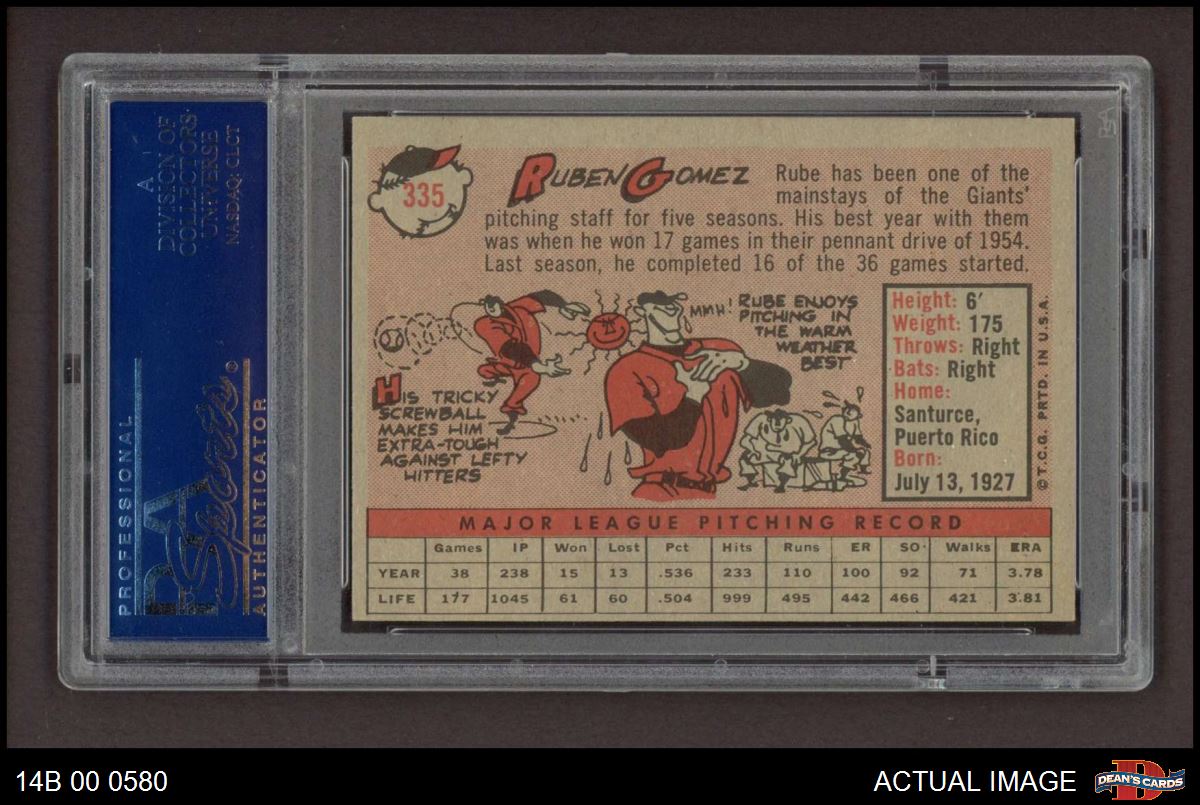 A
DIVISION OF
COLLECTORS
UNIVERSE
NASDAQ: CLCT
PROFESSIONAL
PSA
Sports®
AUTHENTICATOR
335
RUBEN GOMEZ
Rube has been one of the
mainstays of the Giants'
pitching staff for five seasons. His best year with them
was when he won 17 games in their pennant drive of 1954.
Last season, he completed 16 of the 36 games started.
HIS TRICKY
SCREWBALL
MAKES HIM
EXTRA-TOUGH
AGAINST LEFTY
HITTERS
MMH!
RUBE ENJOYS
PITCHING IN
THE WARM
WEATHER
BEST
Height: 6'
Weight: 175
Throws: Right
Bats: Right
Home:
Santurce,
Puerto Rico
Born:
July 13, 1927
©T.C.G. PRTD. IN U.S.A.
MAJOR LEAGUE PITCHING RECORD
Games IP Won Lost Pct Hits Runs ER SO Walks ERA
YEAR 38 238 15 13 .536 233 110 100 92 71 3.78
LIFE 177 1045 61 60 .504 999 495 442 466 421 3.81
14B 00 0580
ACTUAL IMAGE
DEAN'S CARDS